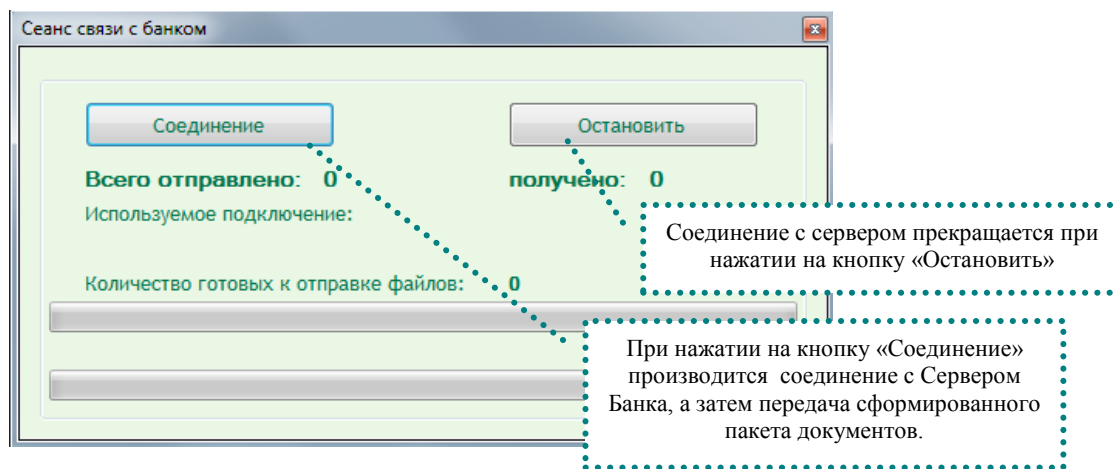 Сеанс связи с банком
Соединение
Остановить
Всего отправлено: 0
получено: 0
Используемое подключение:
Соединение с сервером прекращается при
нажатии на кнопку «Остановить»
Количество готовых к отправке файлов: 0
При нажатии на кнопку «Соединение»
производится соединение с Сервером
Банка, а затем передача сформированного
пакета документов.